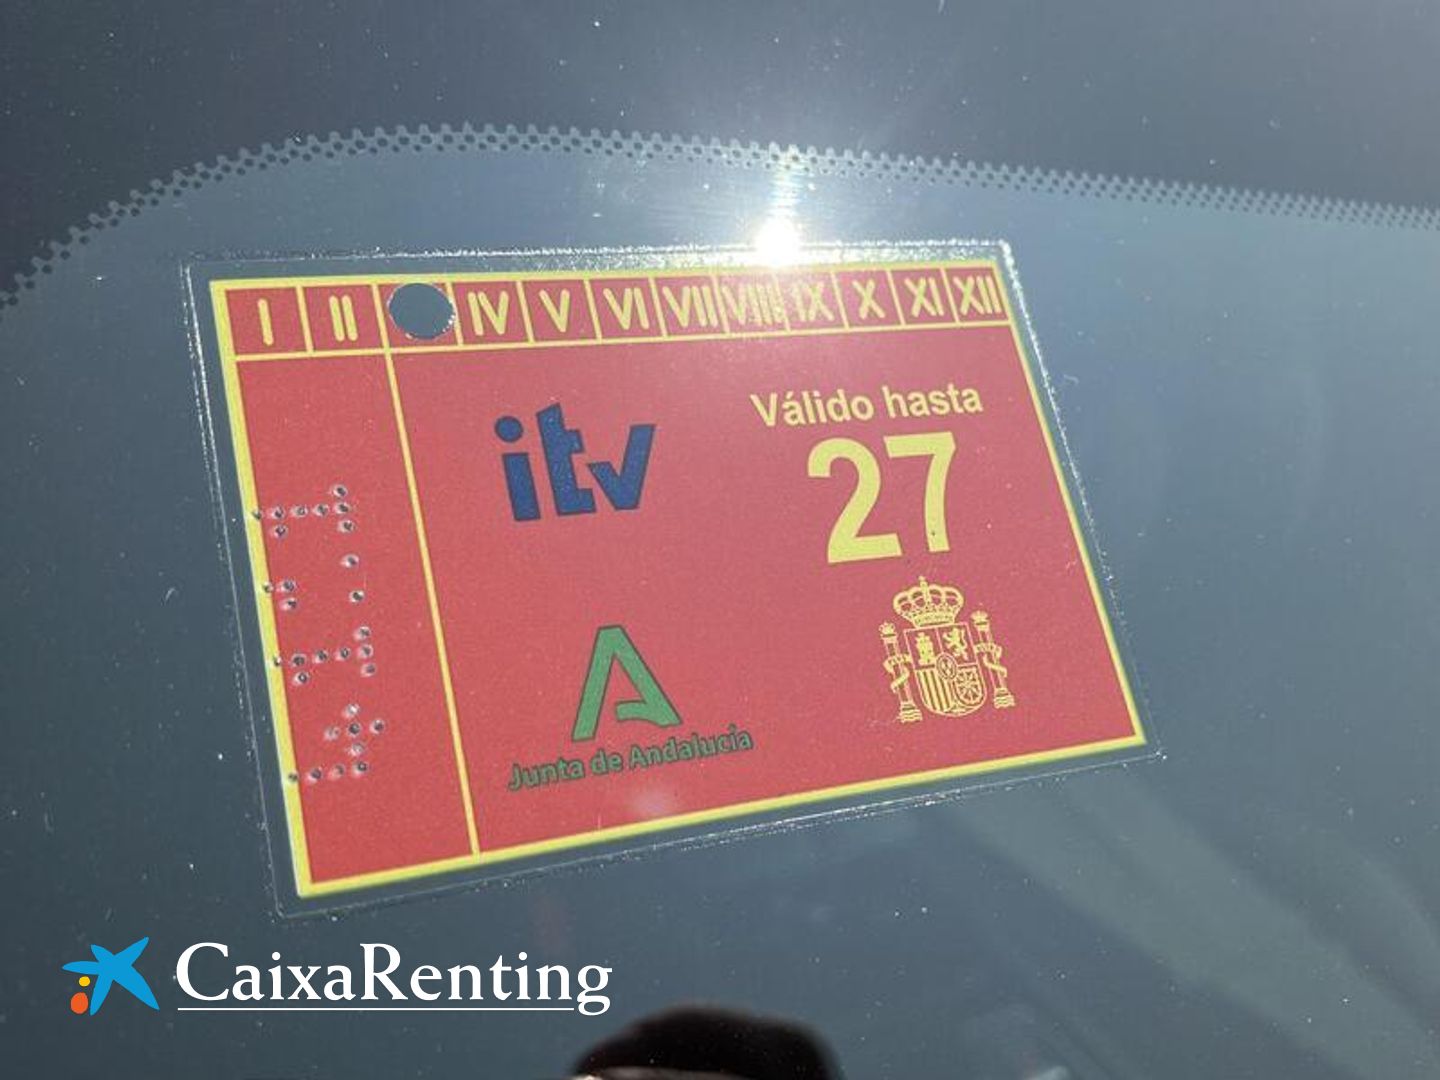 I II IV V VI VII VIII IX X XI XII
itv
Válido hasta
27
Junta de Andalucía
CaixaRenting